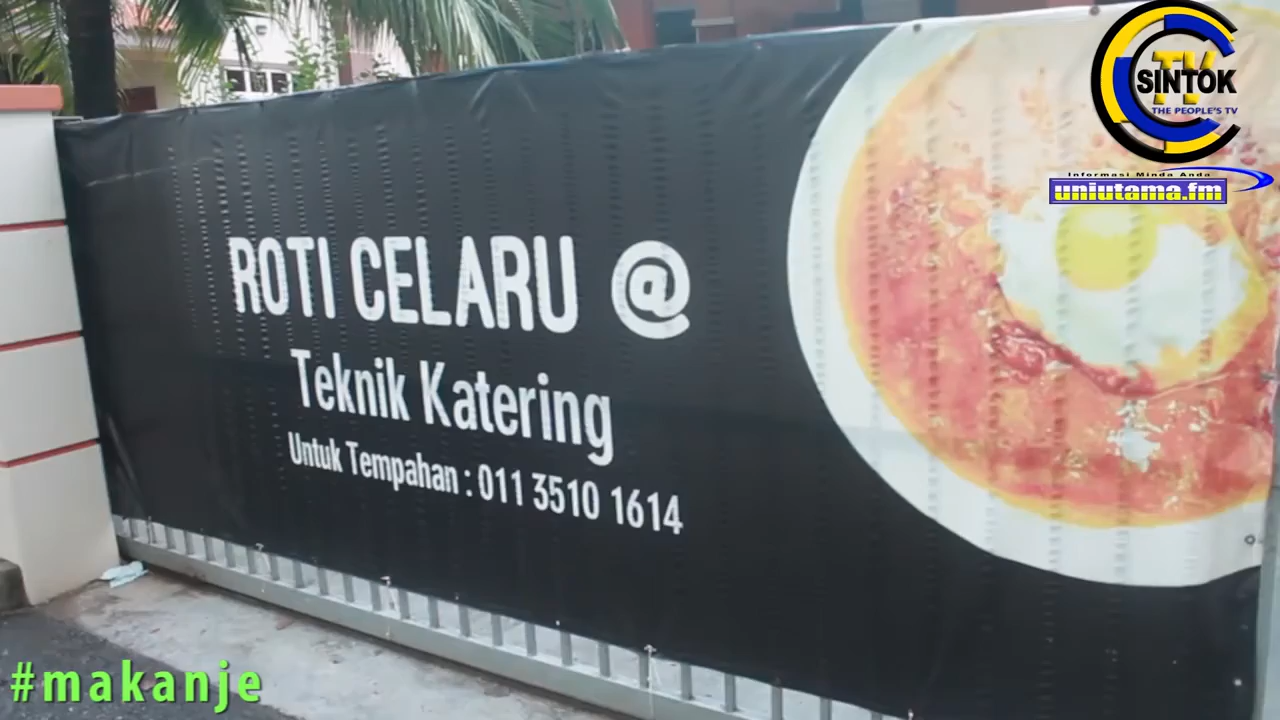 TV
SINTOK
THE PEOPLE'S TV
Informasi Minda Anda
uniutama.fm
ROTI CELARU @
Teknik Katering
Untuk Tempahan : 011 3510 1614
#makanje